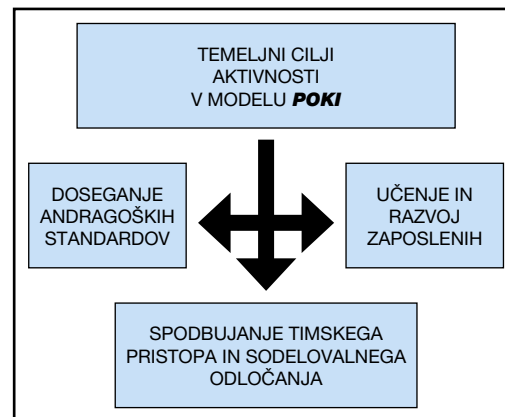 TEMELJNI CILJI
AKTIVNOSTI
V MODELU POKI
DOSEGANJE
ANDRAGOŠKIH
STANDARDOV
UČENJE IN
RAZVOJ
ZAPOSLENIH
SPODBUJANJE TIMSKEGA
PRISTOPA IN SODELOVALNEGA
ODLOČANJA